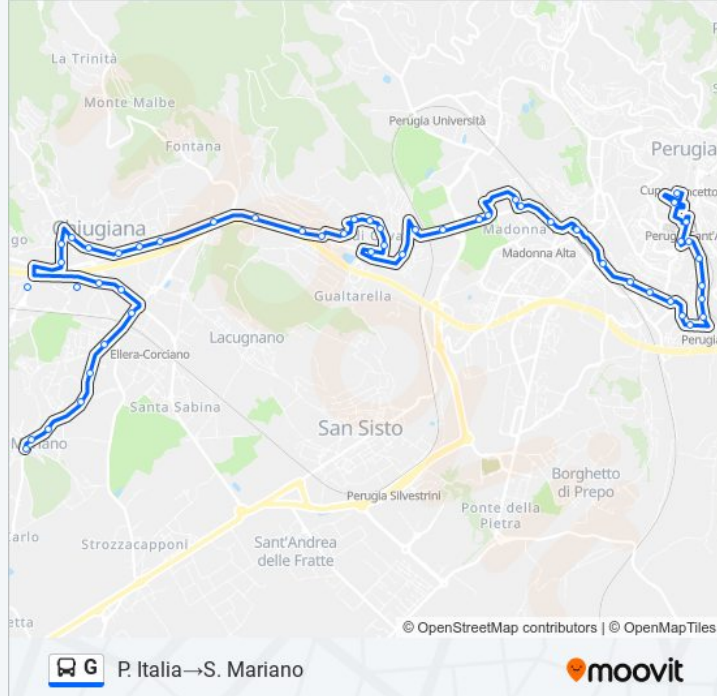 La Trinità
Monte Malbe
Fontana
Perugia Università
Perugia
Chiugiana
Madonna
Madonna Alta
Gualtarella
Lacugnano
Ellera-Corciano
Santa Sabina
San Sisto
Borghetto
di Prepo
Perugia Silvestrini
Ponte della
Pietra
Strozzacapponi
Sant'Andrea
delle Fratte
© OpenStreetMap contributors | © OpenMapTiles
G P. Italia→S. Mariano
moovit